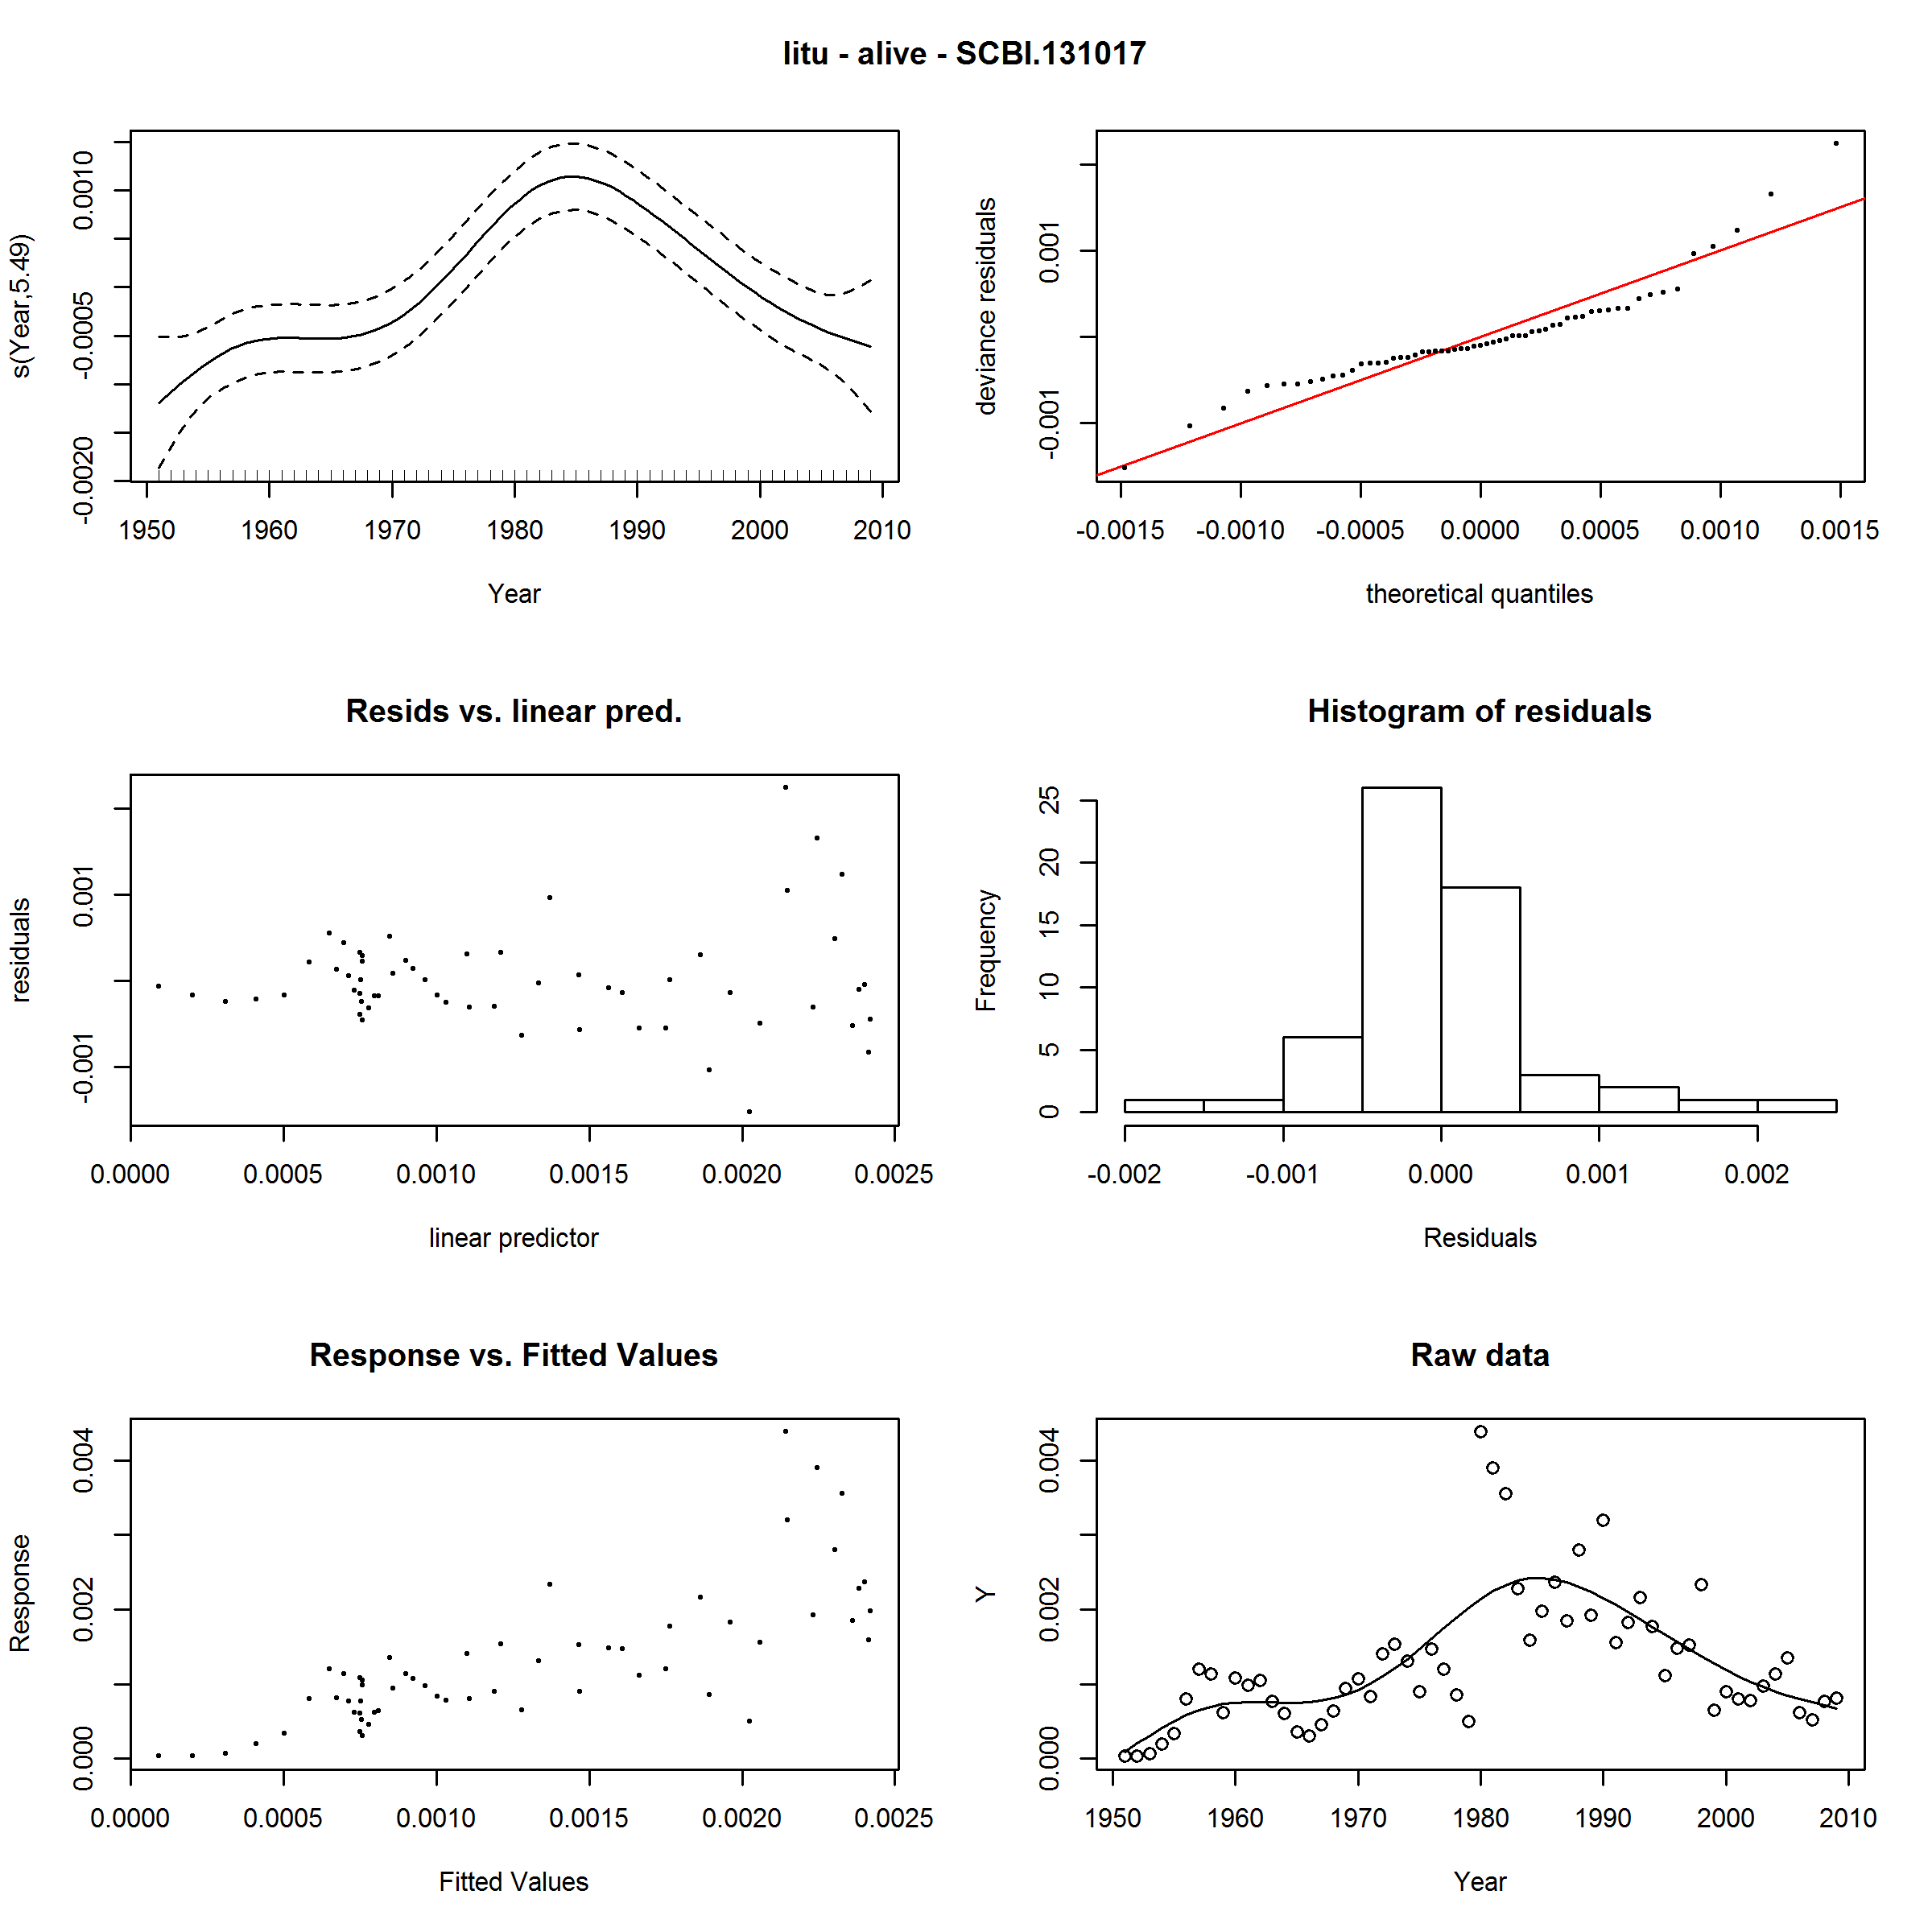 litu - alive - SCBI.131017
s(Year,5.49)
-0.0020 -0.0005 0.0010
1950 1960 1970 1980 1990 2000 2010
Year
deviance residuals
-0.001 0.001
-0.0015 -0.0010 -0.0005 0.0000 0.0005 0.0010 0.0015
theoretical quantiles
Resids vs. linear pred.
residuals
-0.001 0.001
0.0000 0.0005 0.0010 0.0015 0.0020 0.0025
linear predictor
Histogram of residuals
Frequency
0 5 10 15 20 25
-0.002 -0.001 0.000 0.001 0.002
Residuals
Response vs. Fitted Values
Response
0.000 0.002 0.004
0.0000 0.0005 0.0010 0.0015 0.0020 0.0025
Fitted Values
Raw data
Y
0.000 0.002 0.004
1950 1960 1970 1980 1990 2000 2010
Year